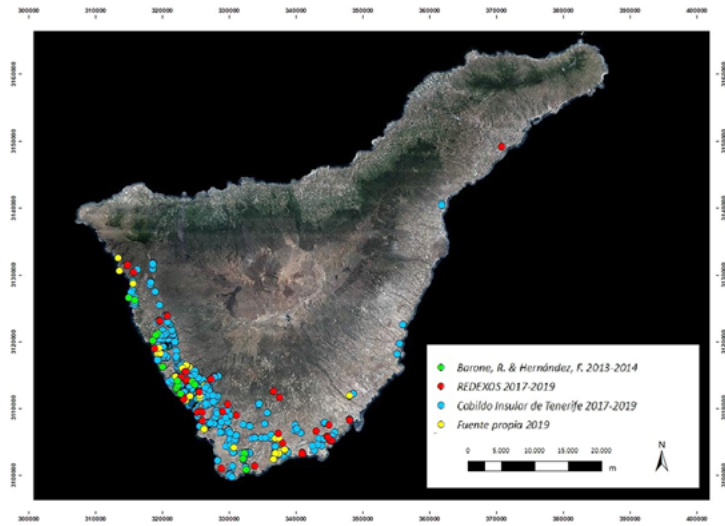 310000 320000 330000 340000 350000 360000 370000 380000 390000 400000
3160000
3150000
3140000
3130000
3120000
3110000
3100000
Barone, R. & Hernández, F. 2013-2014
REDEXOS 2017-2019
Cabildo Insular de Tenerife 2017-2019
Fuente propia 2019
N
0 5.000 10.000 15.000 20.000
m
310000 320000 330000 340000 350000 360000 370000 380000 390000 400000